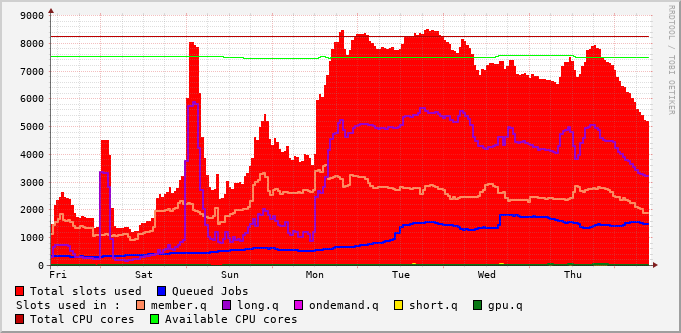 9000
8000
7000
6000
5000
4000
3000
2000
1000
0
Fri Sat Sun Mon Tue Wed Thu
RRDTOOL / TOBI OETIKER
Total slots used Queued Jobs
Slots used in : member.q long.q ondemand.q short.q gpu.q
Total CPU cores Available CPU cores